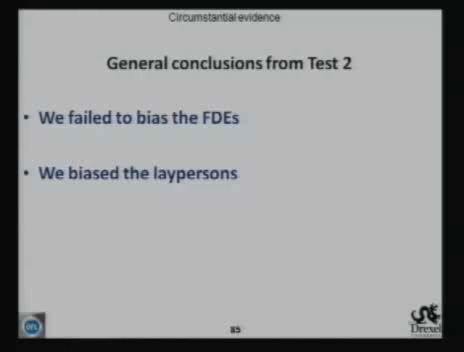 Circumstantial evidence
General conclusions from Test 2
• We failed to bias the FDEs
• We biased the laypersons
85
Drexel